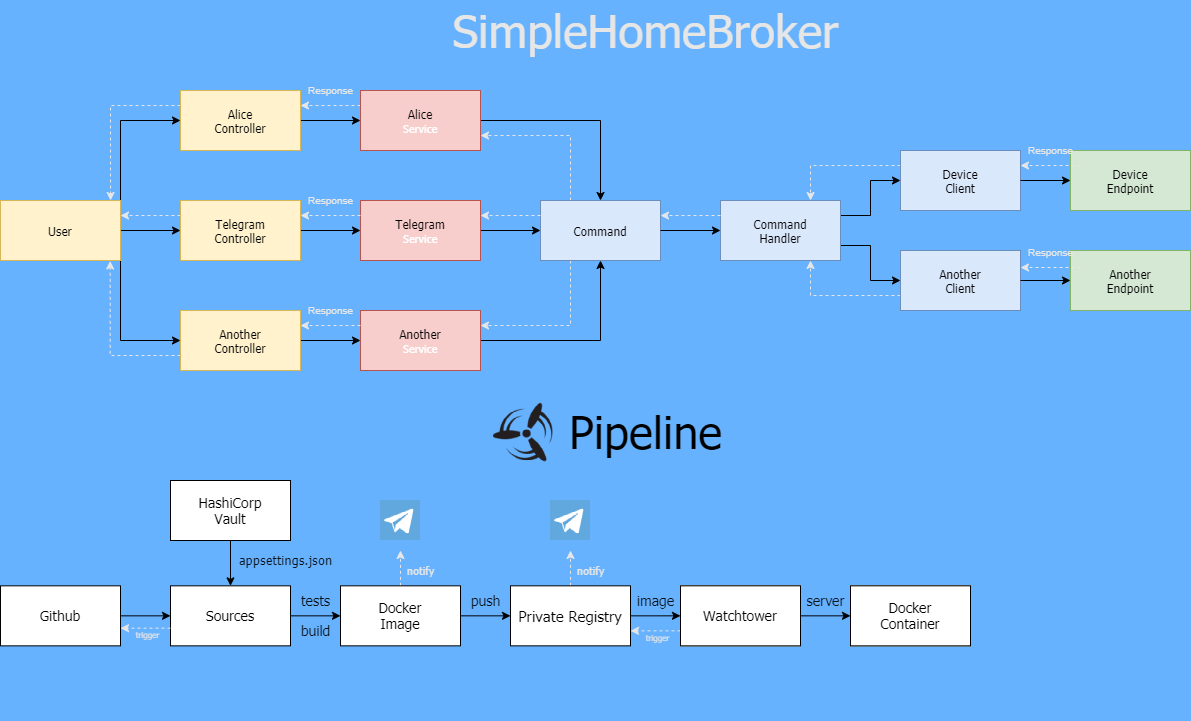 SimpleHomeBroker
Response
Alice
Controller
Alice
Service
Response
User
Telegram
Controller
Telegram
Service
Command
Command
Handler
Response
Another
Controller
Another
Service
Response
Device
Client
Device
Endpoint
Response
Another
Client
Another
Endpoint
Pipeline
HashiCorp
Vault
appsettings.json
notify
notify
Github
trigger
Sources
tests
build
Docker
Image
push
Private Registry
image
trigger
Watchtower
server
Docker
Container